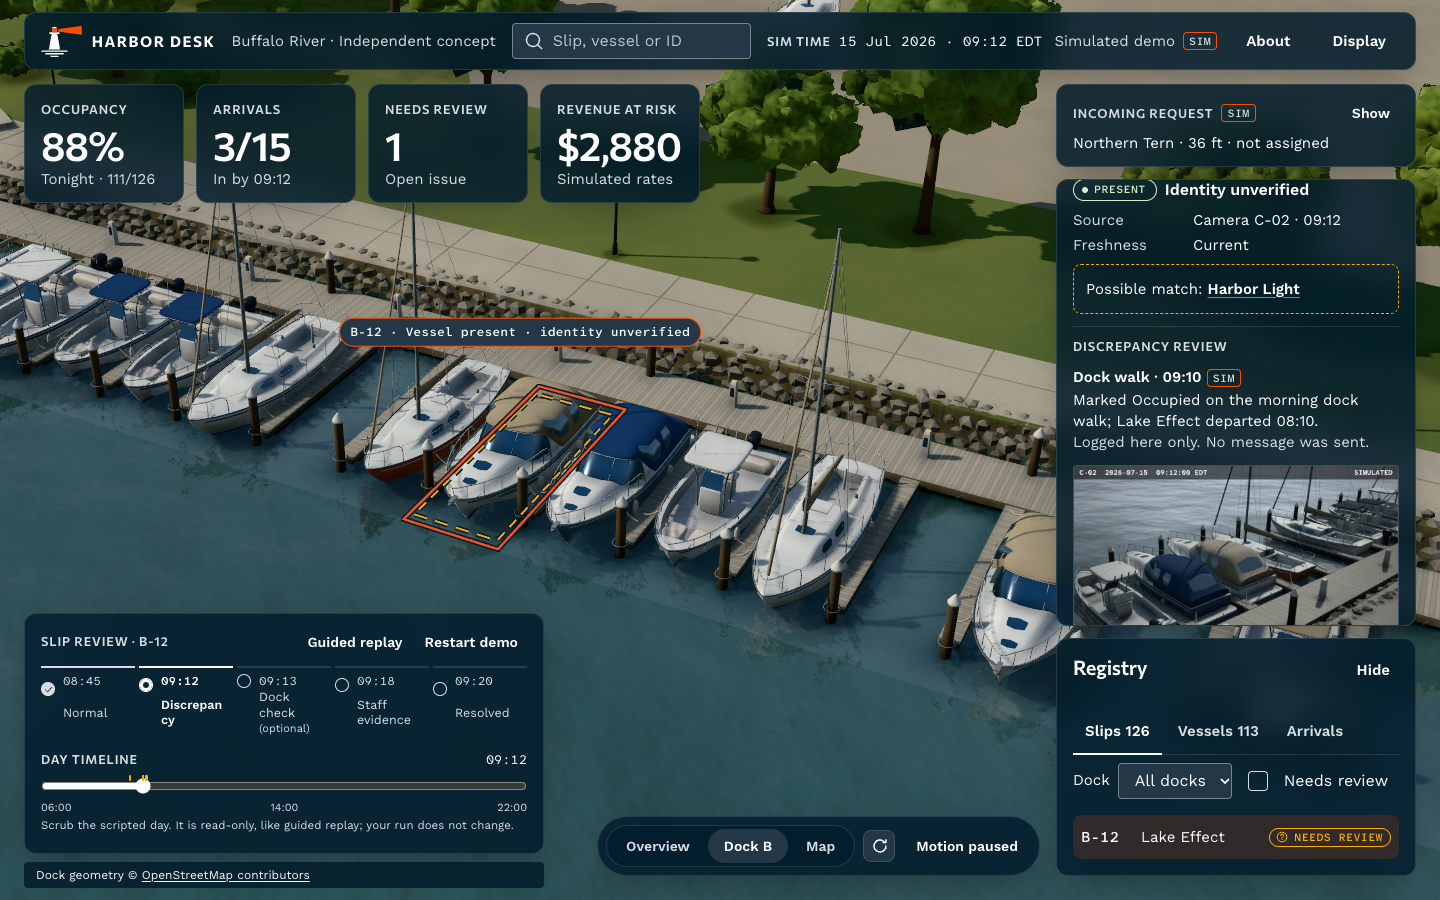 HARBOR DESK
Buffalo River · Independent concept
Slip, vessel or ID
SIM TIME 15 Jul 2026 · 09:12 EDT
Simulated demo SIM
About
Display
OCCUPANCY
88%
Tonight · 111/126
ARRIVALS
3/15
In by 09:12
NEEDS REVIEW
1
Open issue
REVENUE AT RISK
$2,880
Simulated rates
INCOMING REQUEST SIM
Show
Northern Tern · 36 ft · not assigned
PRESENT Identity unverified
Source Camera C-02 · 09:12
Freshness Current
Possible match: Harbor Light
DISCREPANCY REVIEW
Dock walk · 09:10 SIM
Marked Occupied on the morning dock
walk; Lake Effect departed 08:10.
Logged here only. No message was sent.
C-02 2026-07-15 09:12:00 EDT SIMULATED
B-12 · Vessel present · identity unverified
SLIP REVIEW · B-12
Guided replay
Restart demo
08:45
Normal
09:12
Discrepan
cy
09:13
Dock
check
(optional)
09:18
Staff
evidence
09:20
Resolved
DAY TIMELINE 09:12
06:00 14:00 22:00
Scrub the scripted day. It is read-only, like guided replay; your run does not change.
Dock geometry © OpenStreetMap contributors
Overview
Dock B
Map
Motion paused
Registry
Hide
Slips 126
Vessels 113
Arrivals
Dock All docks Needs review
B-12 Lake Effect NEEDS REVIEW